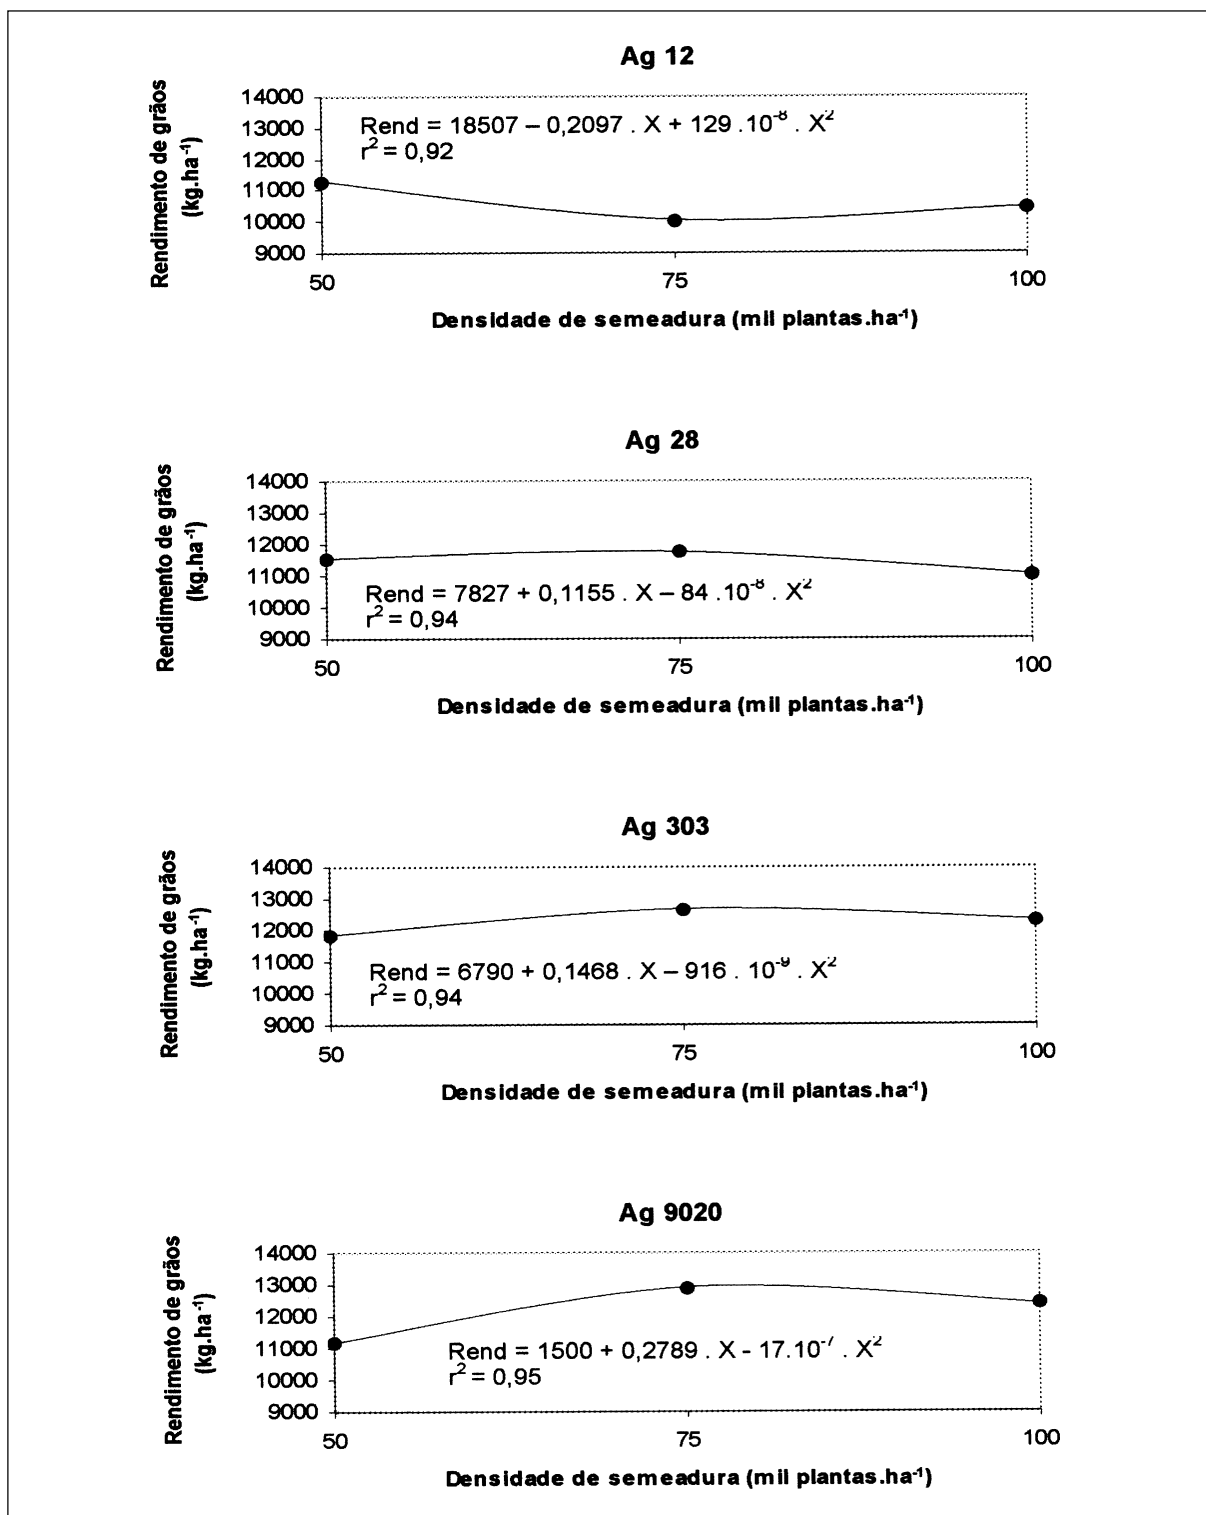 Ag 12
Rendimento de grãos
(kg.ha⁻¹)
14000
13000
12000
11000
10000
9000
Rend = 18507 – 0,2097 . X + 129 .10⁻⁸ . X²
r² = 0,92
50
75
100
Densidade de semeadura (mil plantas.ha⁻¹)
Ag 28
Rendimento de grãos
(kg.ha⁻¹)
14000
13000
12000
11000
10000
9000
Rend = 7827 + 0,1155 . X – 84 .10⁻⁸ . X²
r² = 0,94
50
75
100
Densidade de semeadura (mil plantas.ha⁻¹)
Ag 303
Rendimento de grãos
(kg.ha⁻¹)
14000
13000
12000
11000
10000
9000
Rend = 6790 + 0,1468 . X – 916 . 10⁻⁹ . X²
r² = 0,94
50
75
100
Densidade de semeadura (mil plantas.ha⁻¹)
Ag 9020
Rendimento de grãos
(kg.ha⁻¹)
14000
13000
12000
11000
10000
9000
Rend = 1500 + 0,2789 . X - 17.10⁻⁷ . X²
r² = 0,95
50
75
100
Densidade de semeadura (mil plantas.ha⁻¹)